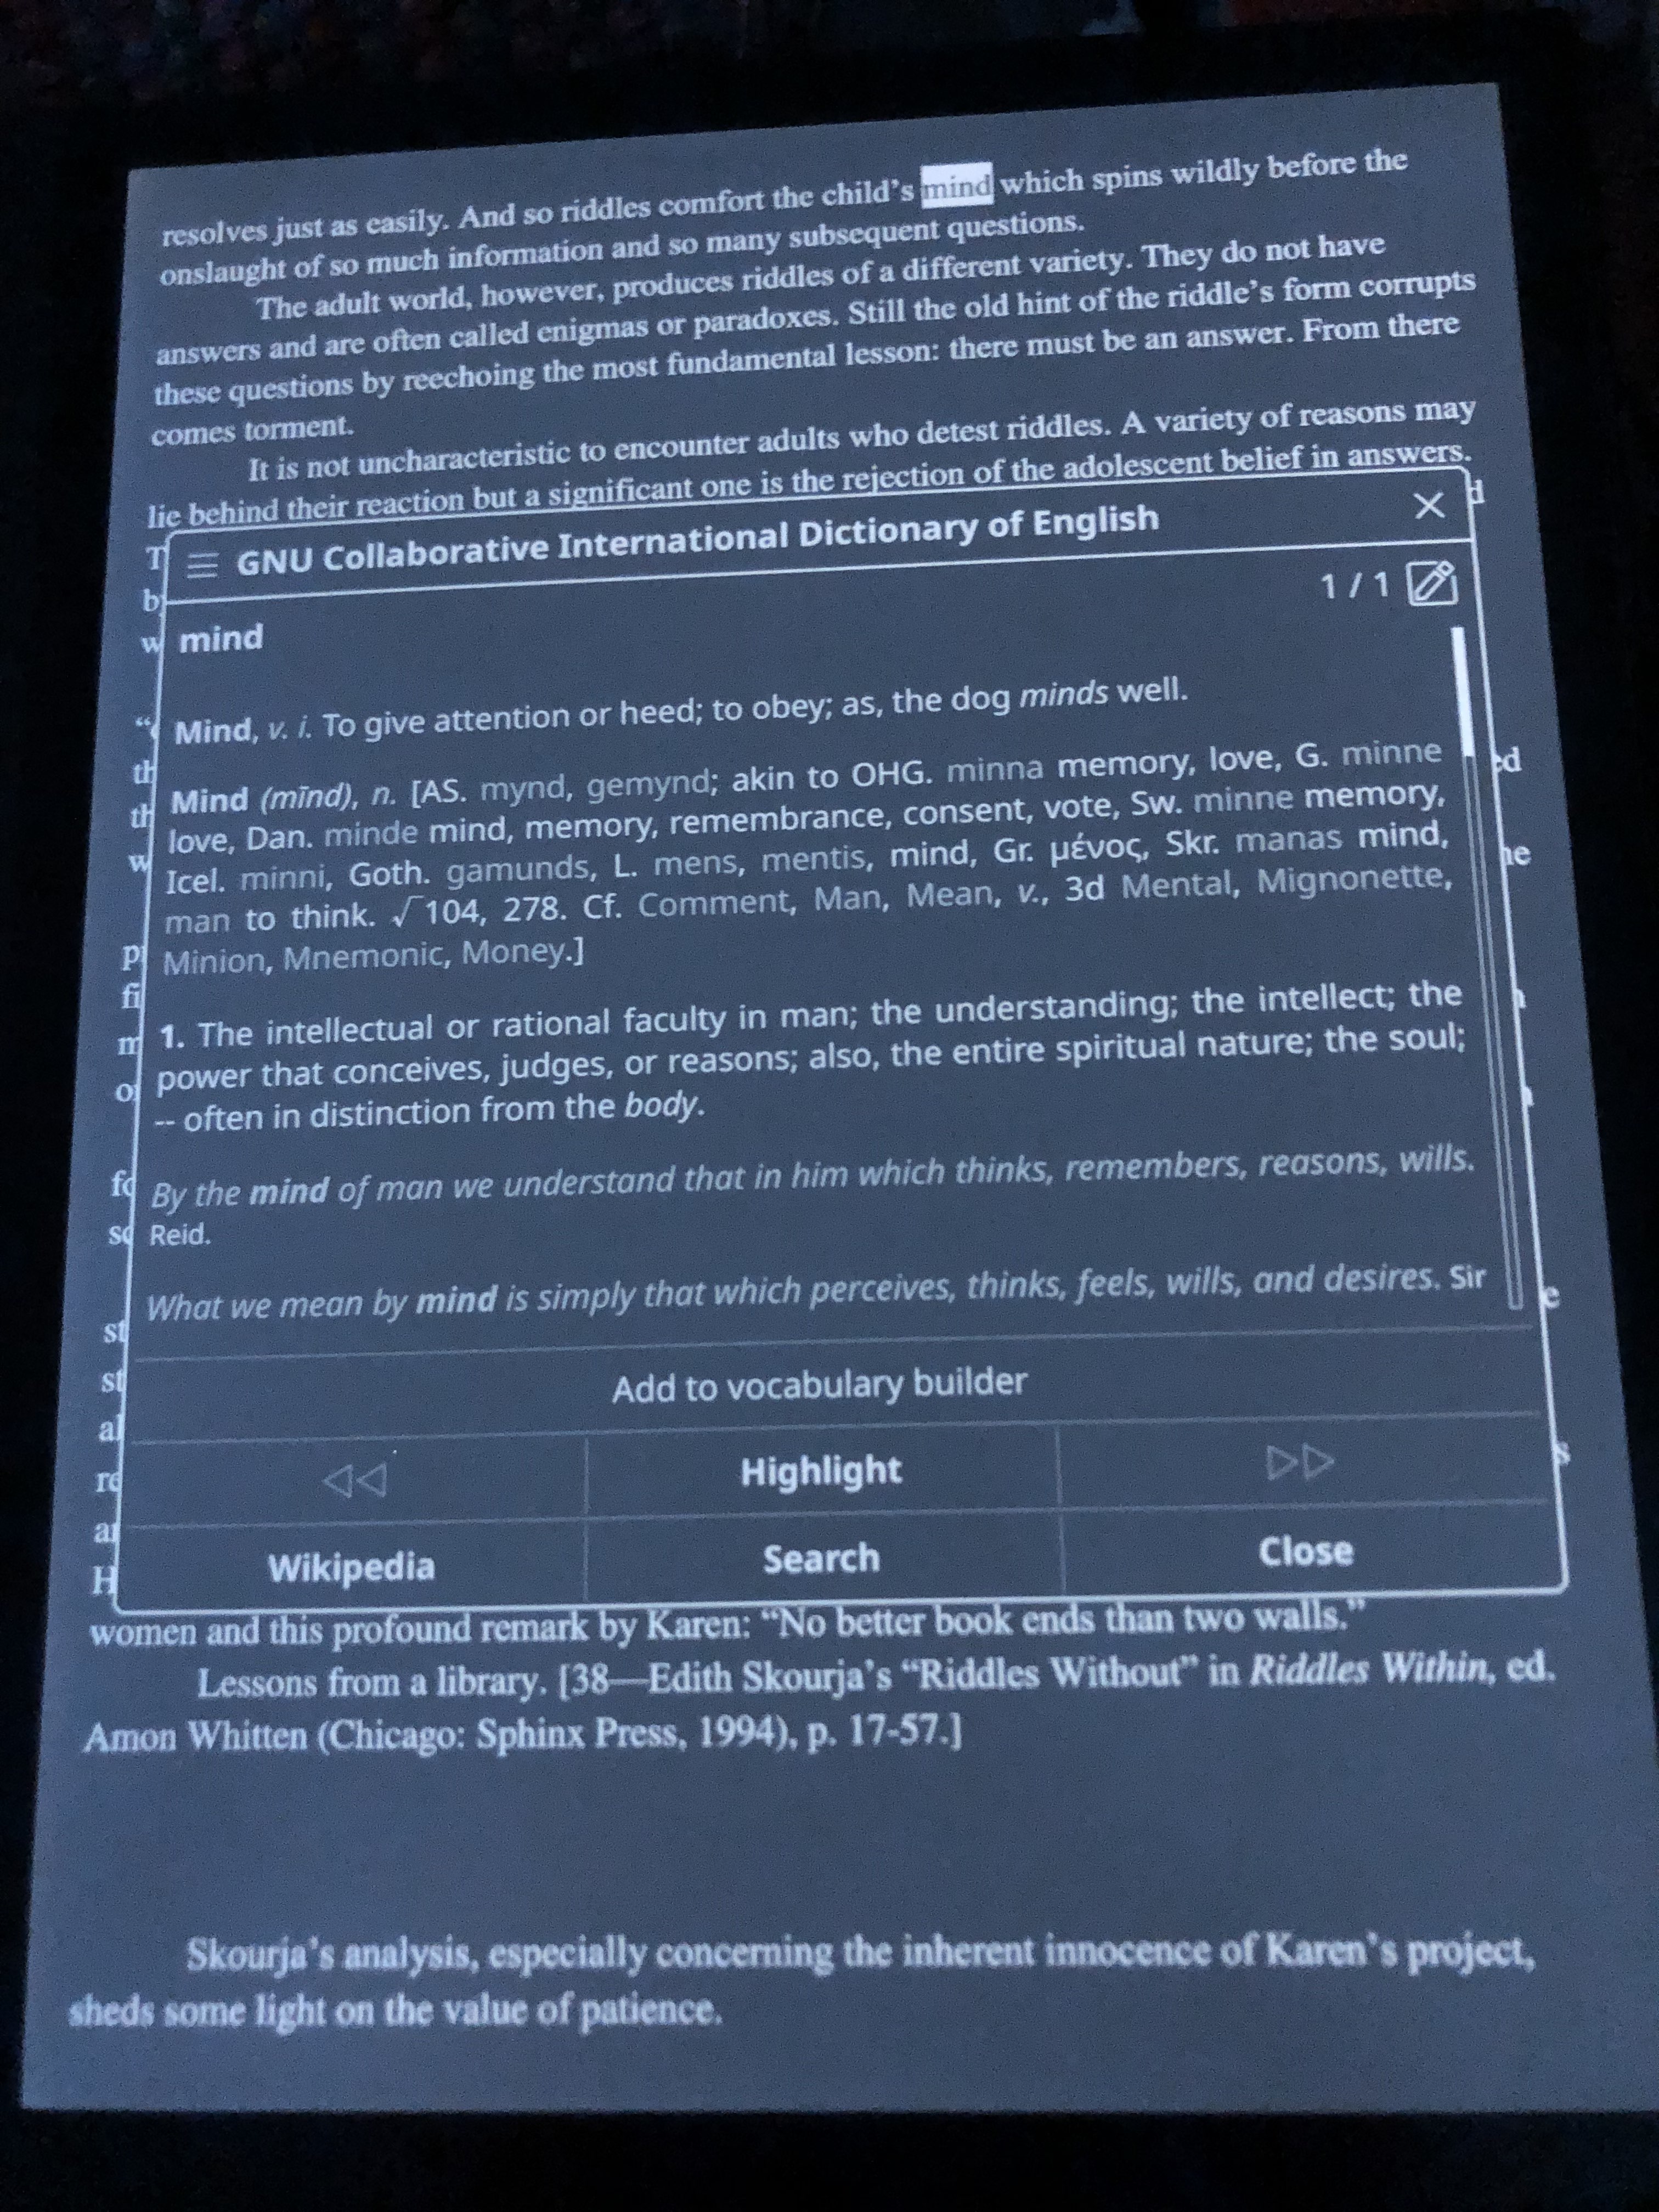 resolves just as easily. And so riddles comfort the child's mind which spins wildly before the
onslaught of so much information and so many subsequent questions.
The adult world, however, produces riddles of a different variety. They do not have
answers and are often called enigmas or paradoxes. Still the old hint of the riddle's form corrupts
these questions by reechoing the most fundamental lesson: there must be an answer. From there
comes torment.
It is not uncharacteristic to encounter adults who detest riddles. A variety of reasons may
lie behind their reaction but a significant one is the rejection of the adolescent belief in answers.
GNU Collaborative International Dictionary of English
1 / 1
mind
Mind, v. i. To give attention or heed; to obey; as, the dog minds well.
Mind (mīnd), n. [AS. mynd, gemynd; akin to OHG. minna memory, love, G. minne
love, Dan. minde mind, memory, remembrance, consent, vote, Sw. minne memory,
Icel. minni, Goth. gamunds, L. mens, mentis, mind, Gr. μένος, Skr. manas mind,
man to think. √104, 278. Cf. Comment, Man, Mean, v., 3d Mental, Mignonette,
Minion, Mnemonic, Money.]
1. The intellectual or rational faculty in man; the understanding; the intellect; the
power that conceives, judges, or reasons; also, the entire spiritual nature; the soul;
-- often in distinction from the body.
By the mind of man we understand that in him which thinks, remembers, reasons, wills.
Reid.
What we mean by mind is simply that which perceives, thinks, feels, wills, and desires. Sir
Add to vocabulary builder
Highlight
Wikipedia Search Close
women and this profound remark by Karen: “No better book ends than two walls.”
Lessons from a library. [38—Edith Skourja's “Riddles Without” in Riddles Within, ed.
Amon Whitten (Chicago: Sphinx Press, 1994), p. 17-57.]
Skourja's analysis, especially concerning the inherent innocence of Karen's project,
sheds some light on the value of patience.